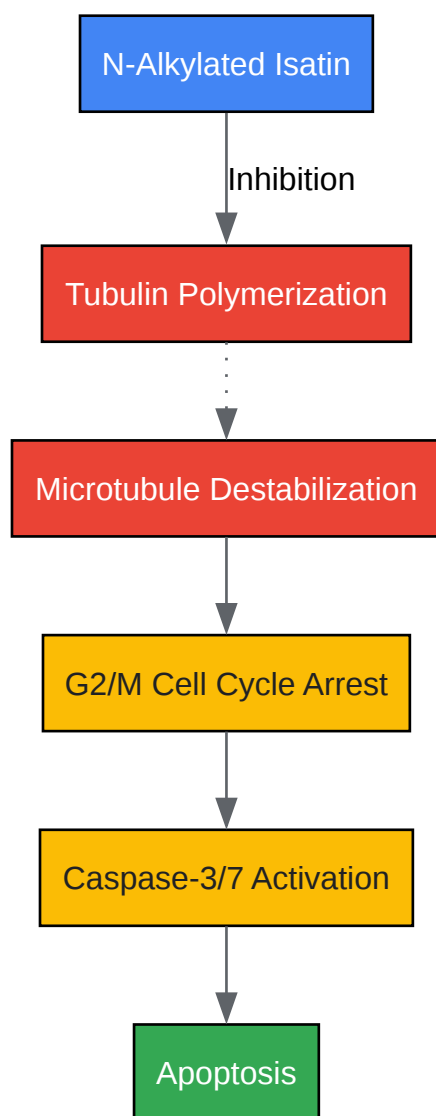 N-Alkylated Isatin
Inhibition
Tubulin Polymerization
Microtubule Destabilization
G2/M Cell Cycle Arrest
Caspase-3/7 Activation
Apoptosis